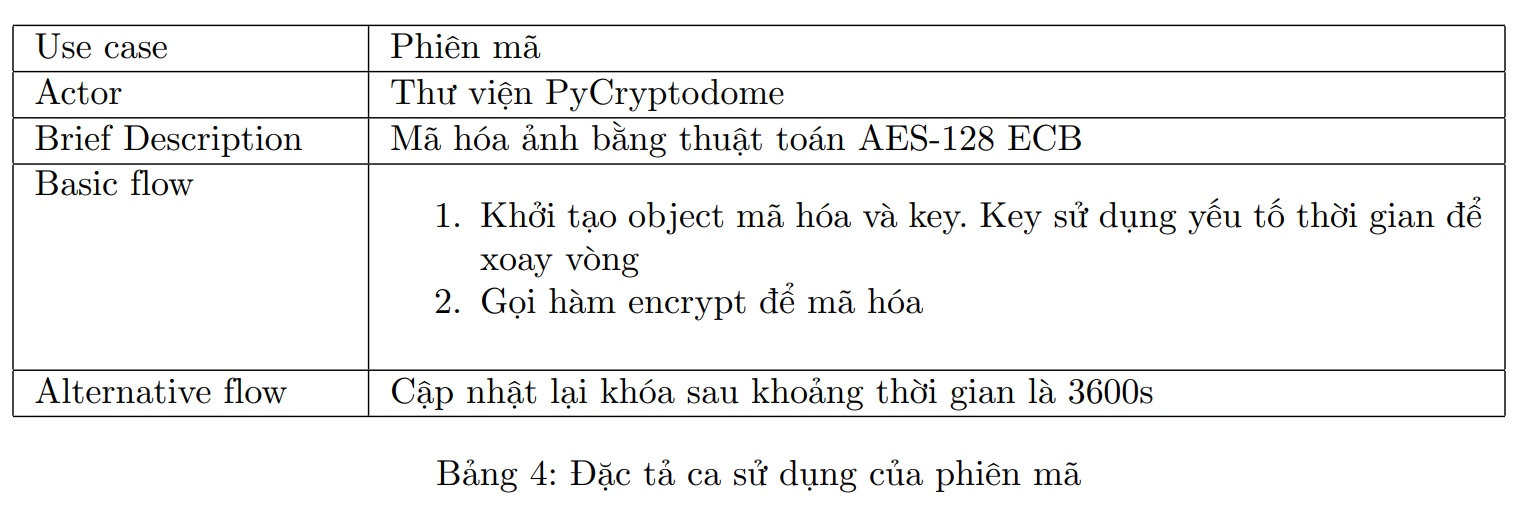 Use case Phiên mã
Actor Thư viện PyCryptodome
Brief Description Mã hóa ảnh bằng thuật toán AES-128 ECB
Basic flow
1. Khởi tạo object mã hóa và key. Key sử dụng yếu tố thời gian để
xoay vòng
2. Gọi hàm encrypt để mã hóa
Alternative flow Cập nhật lại khóa sau khoảng thời gian là 3600s
Bảng 4: Đặc tả ca sử dụng của phiên mã